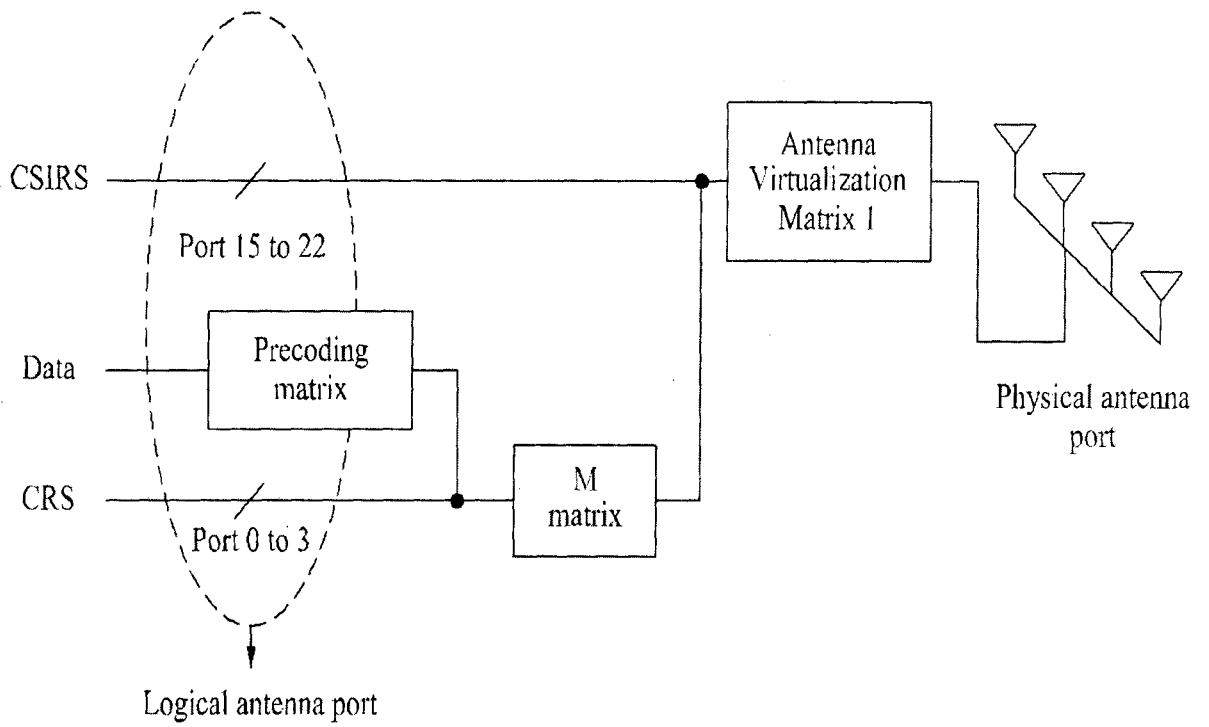 CSIRS
Port 15 to 22
Antenna
Virtualization
Matrix 1
Data
Precoding
matrix
Physical antenna
port
CRS
Port 0 to 3
M
matrix
Logical antenna port